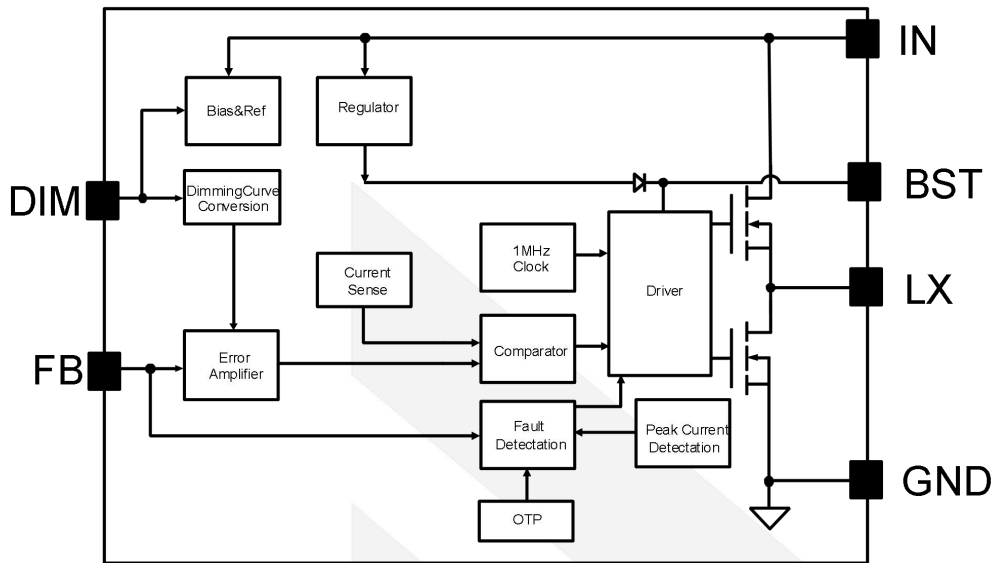 IN
Bias&Ref
Regulator
DIM
DimmingCurve
Conversion
BST
1MHz
Clock
Current
Sense
Driver
LX
FB
Error
Amplifier
Comparator
Fault
Detectation
Peak Current
Detectation
GND
OTP